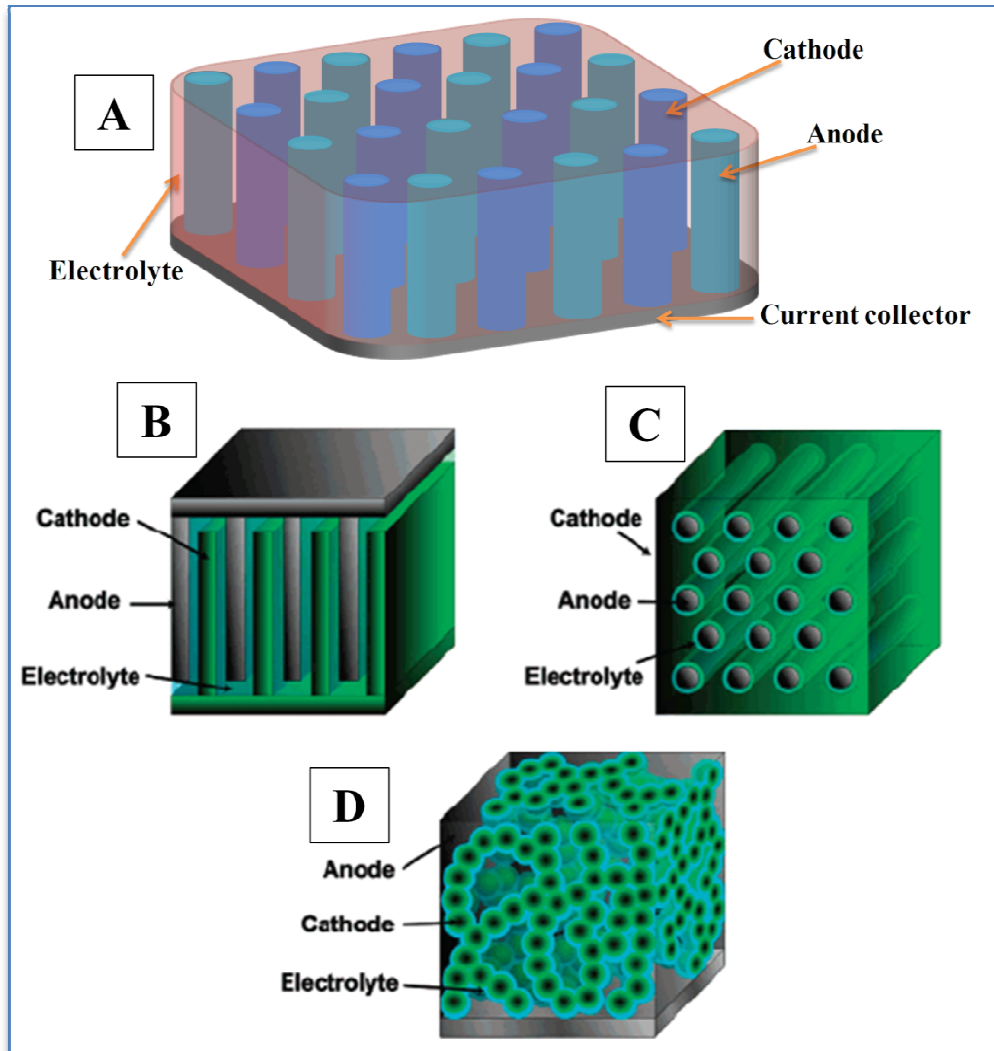 A
Cathode
Anode
Electrolyte
Current collector
B
Cathode
Anode
Electrolyte
C
Cathode
Anode
Electrolyte
D
Anode
Cathode
Electrolyte